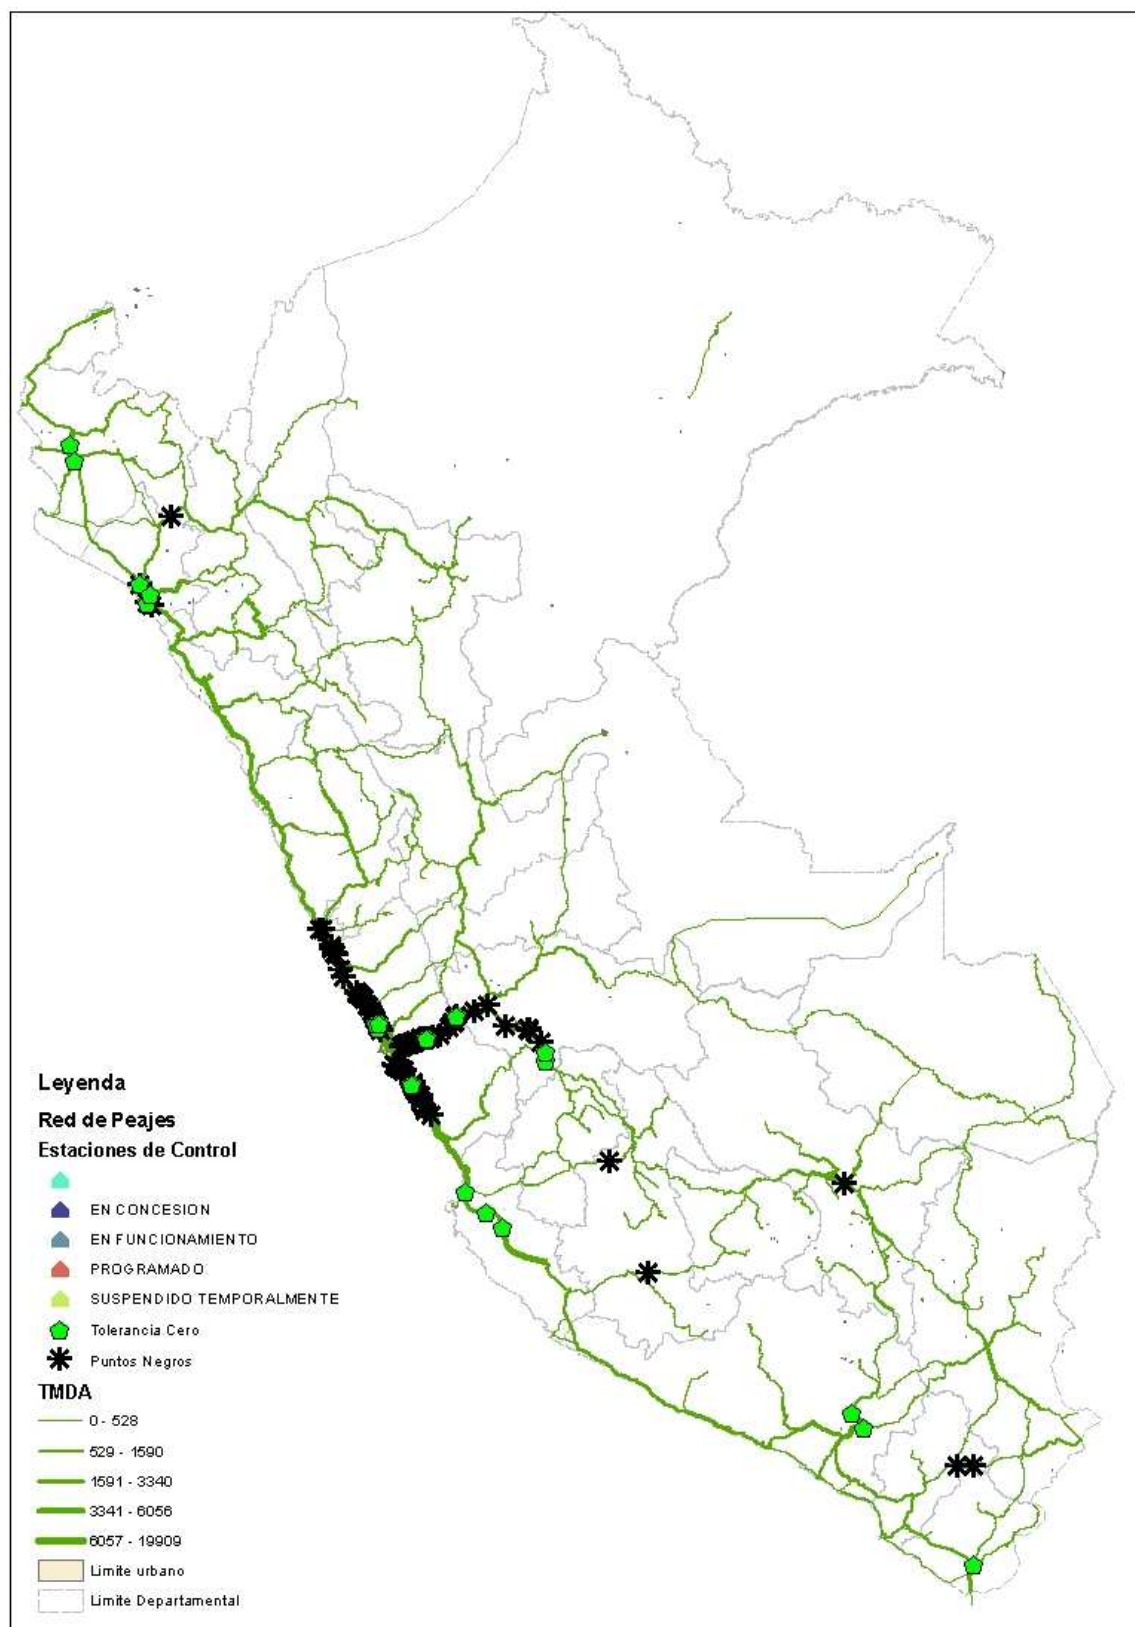 Leyenda
Red de Peajes
Estaciones de Control
EN CONCESION
EN FUNCIONAMIENTO
PROGRAMADO
SUSPENDIDO TEMPORALMENTE
Tolerancia Cero
Puntos Negros
TMDA
0 - 528
529 - 1590
1591 - 3340
3341 - 6056
6057 - 19909
Limite urbano
Limite Departamental